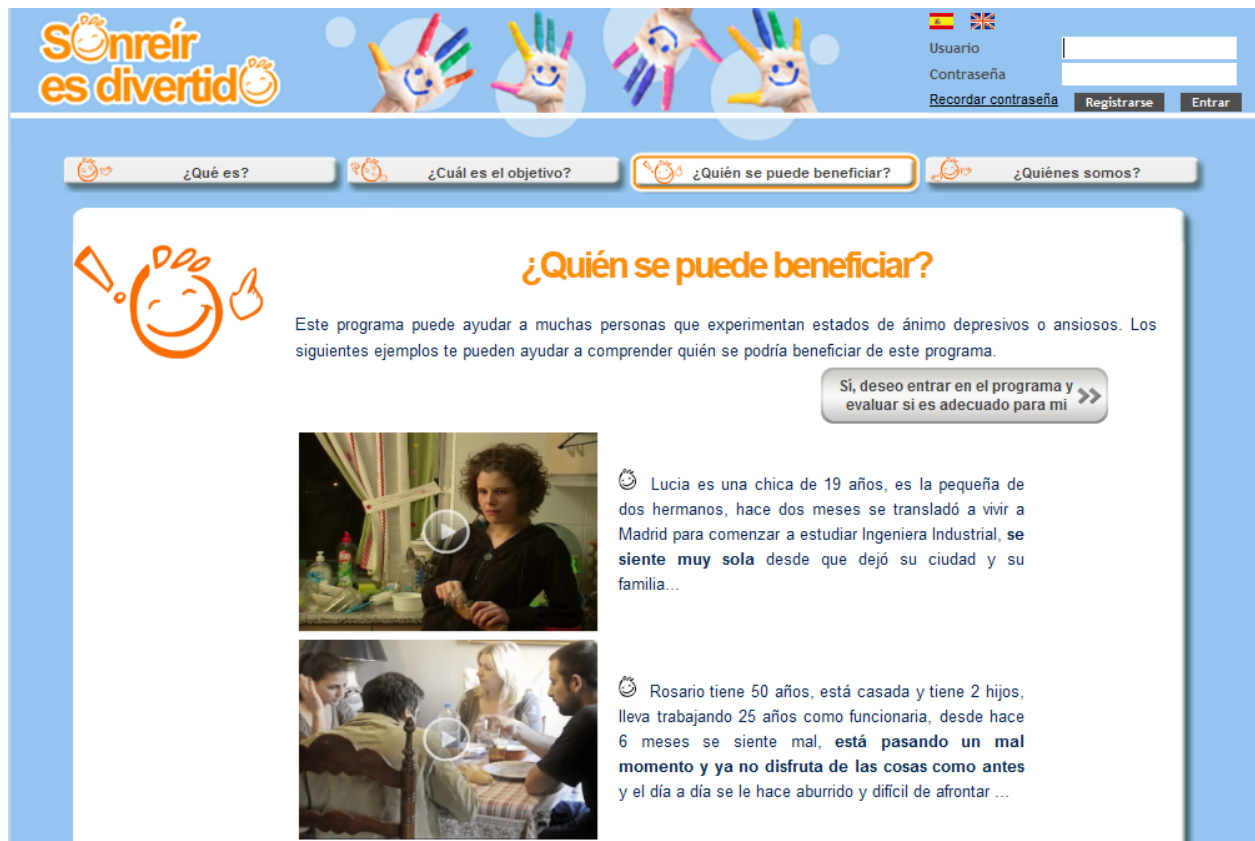 Sonreír
es divertido
Usuario
Contraseña
Recordar contraseña
Registrarse
Entrar
¿Qué es?
¿Cuál es el objetivo?
¿Quién se puede beneficiar?
¿Quiénes somos?
¿Quién se puede beneficiar?
Este programa puede ayudar a muchas personas que experimentan estados de ánimo depresivos o ansiosos. Los
siguientes ejemplos te pueden ayudar a comprender quién se podría beneficiar de este programa.
Sí, deseo entrar en el programa y
evaluar si es adecuado para mi
Lucia es una chica de 19 años, es la pequeña de
dos hermanos, hace dos meses se transladó a vivir a
Madrid para comenzar a estudiar Ingeniera Industrial, se
siente muy sola desde que dejó su ciudad y su
familia...
Rosario tiene 50 años, está casada y tiene 2 hijos,
lleva trabajando 25 años como funcionaria, desde hace
6 meses se siente mal, está pasando un mal
momento y ya no disfruta de las cosas como antes
y el día a día se le hace aburrido y difícil de afrontar ...